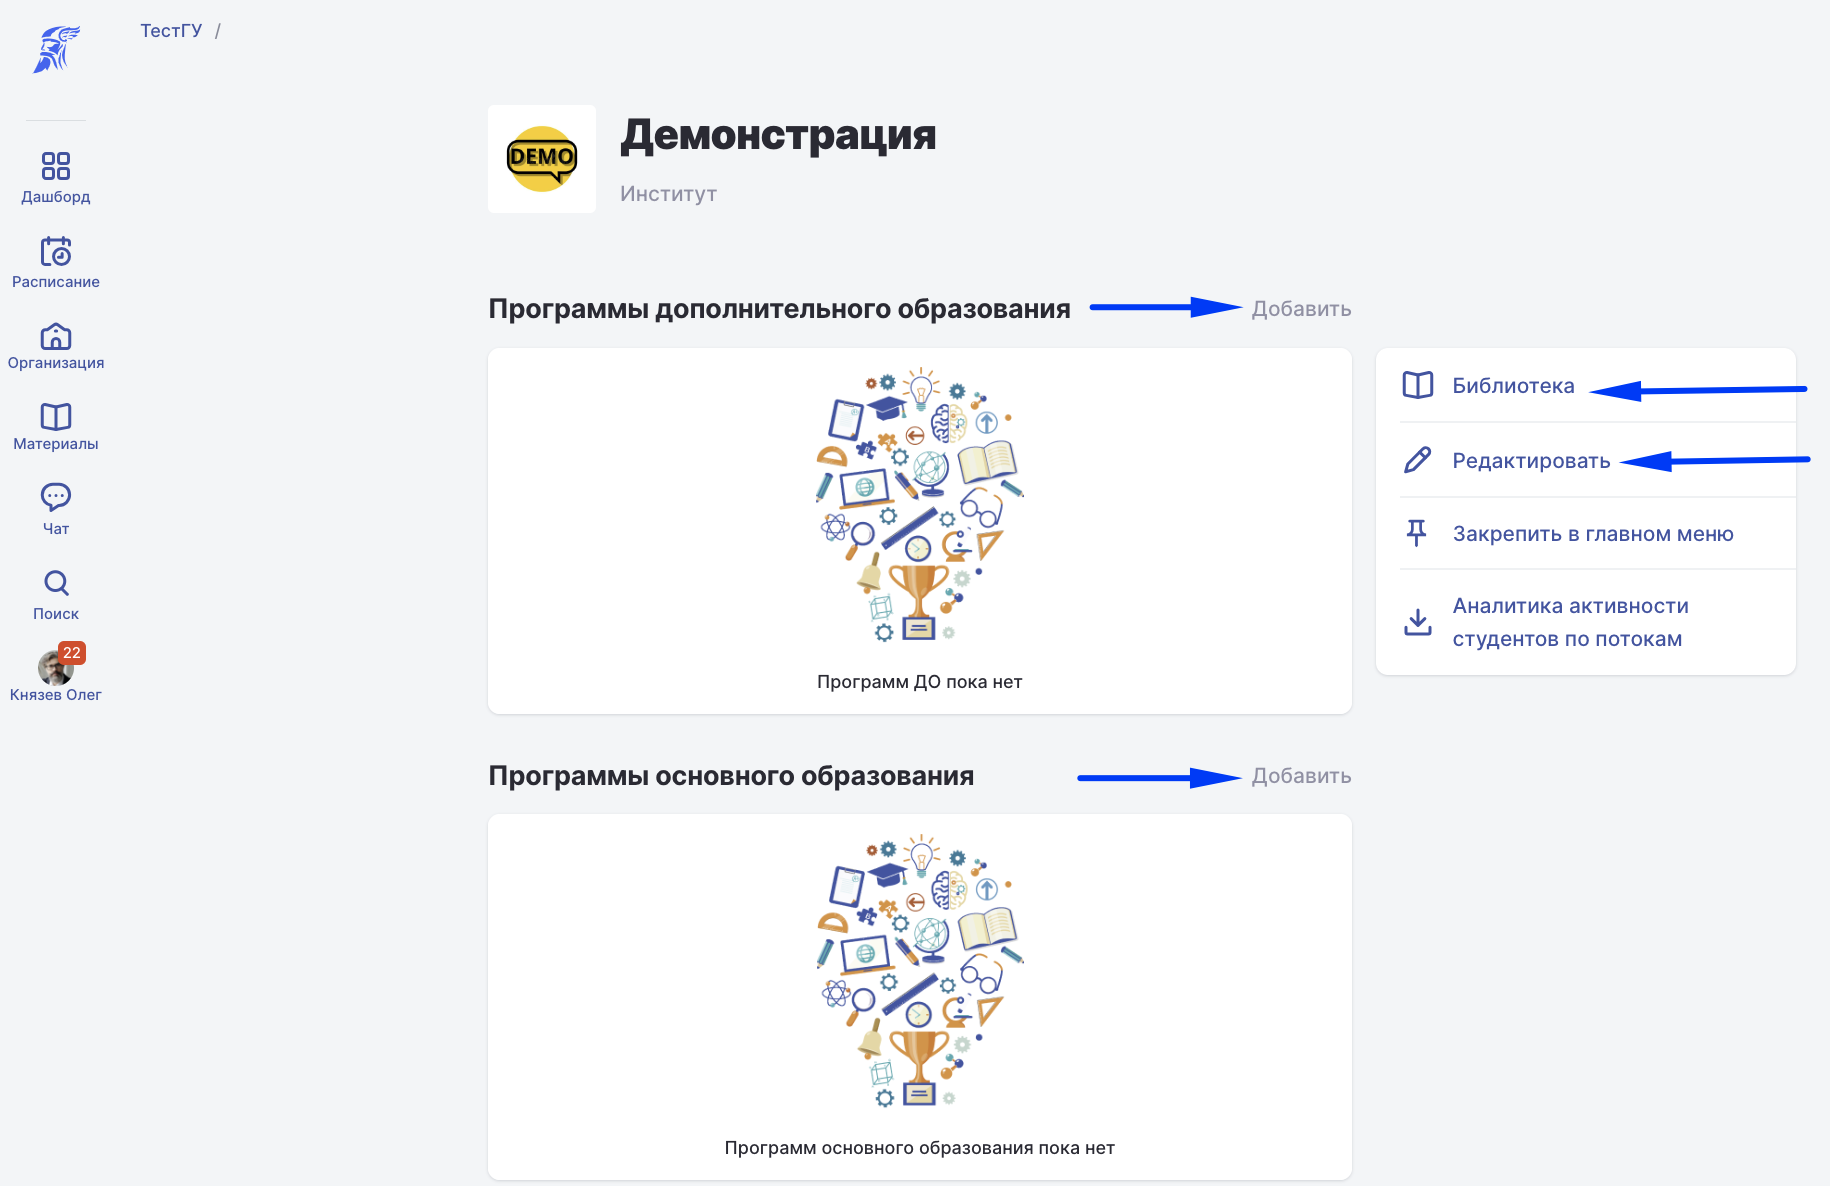 ТестГУ /
Дашборд
Расписание
Организация
Материалы
Чат
Поиск
22
Князев Олег
DEMO
Демонстрация
Институт
Программы дополнительного образования
Добавить
Программ ДО пока нет
Библиотека
Редактировать
Закрепить в главном меню
Аналитика активности
студентов по потокам
Программы основного образования
Добавить
Программ основного образования пока нет